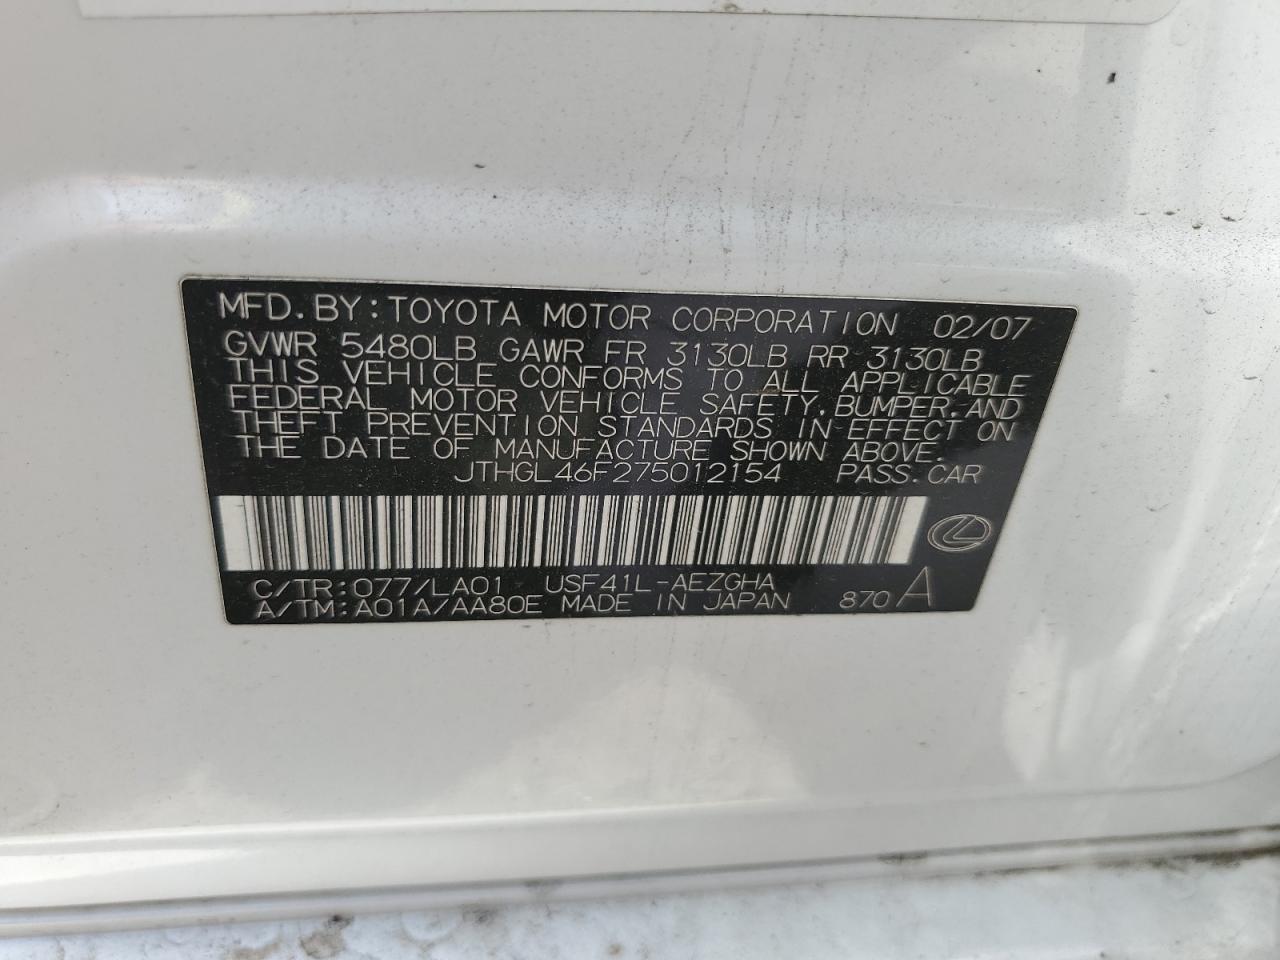 MFD. BY: TOYOTA MOTOR CORPORATION 02/07
GVWR 5480LB GAWR FR 3130LB RR 3130LB
THIS VEHICLE CONFORMS TO ALL APPLICABLE
FEDERAL MOTOR VEHICLE SAFETY, BUMPER, AND
THEFT PREVENTION STANDARDS IN EFFECT ON
THE DATE OF MANUFACTURE SHOWN ABOVE.
JTHGL46F275012154 PASS. CAR
C/TR: 077/LA01 USF41L-AEZGHA
A/TM: A01A/AA80E MADE IN JAPAN 870 A